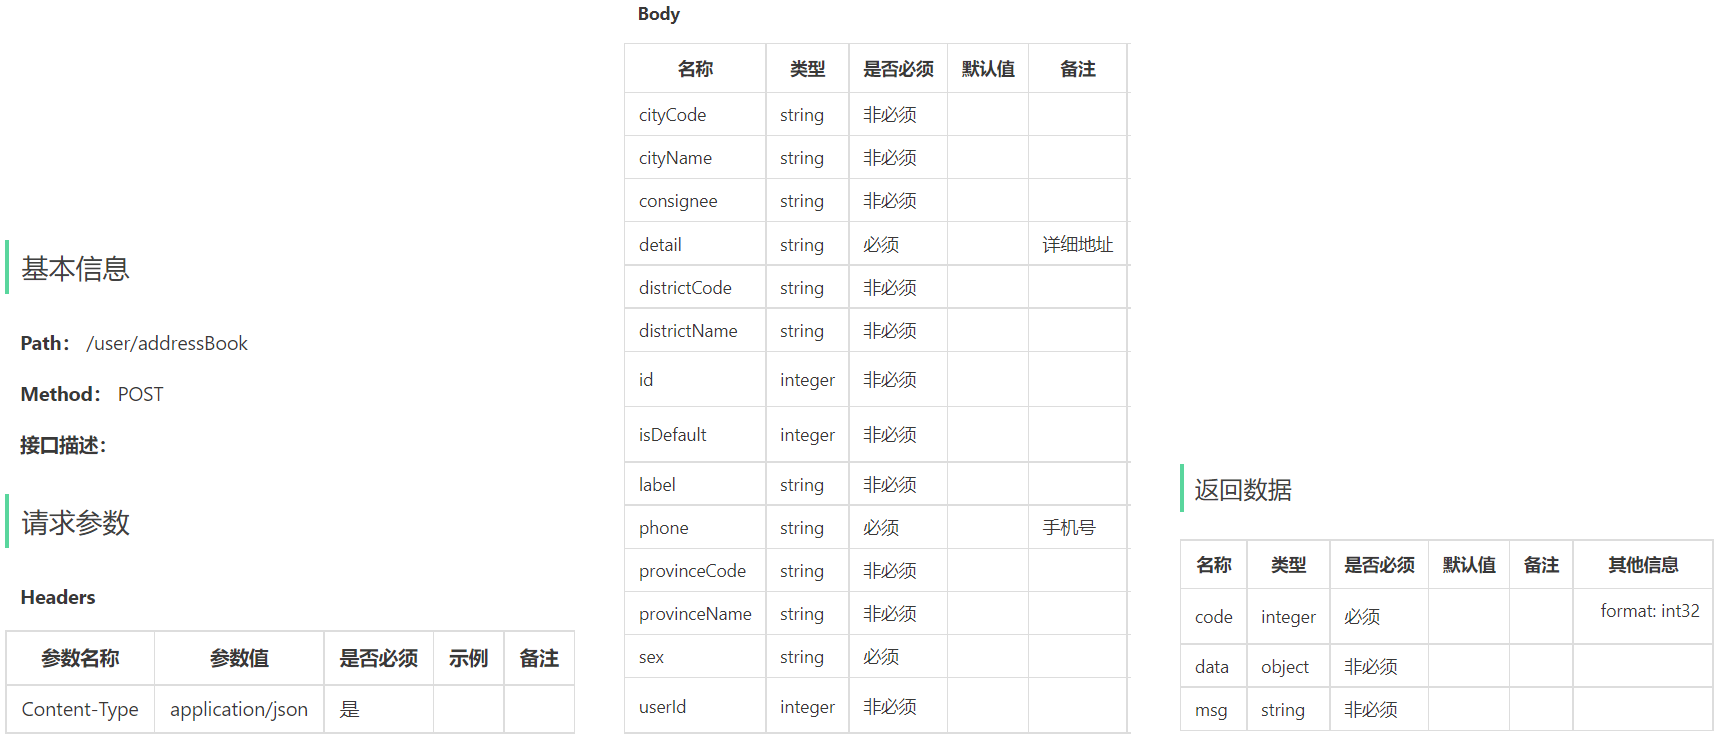 基本信息
Path： /user/addressBook
Method： POST
接口描述：
请求参数
Headers
参数名称 参数值 是否必须 示例 备注
Content-Type application/json 是
Body
名称 类型 是否必须 默认值 备注
cityCode string 非必须
cityName string 非必须
consignee string 非必须
detail string 必须 详细地址
districtCode string 非必须
districtName string 非必须
id integer 非必须
isDefault integer 非必须
label string 非必须
phone string 必须 手机号
provinceCode string 非必须
provinceName string 非必须
sex string 必须
userId integer 非必须
返回数据
名称 类型 是否必须 默认值 备注 其他信息
code integer 必须 format: int32
data object 非必须
msg string 非必须